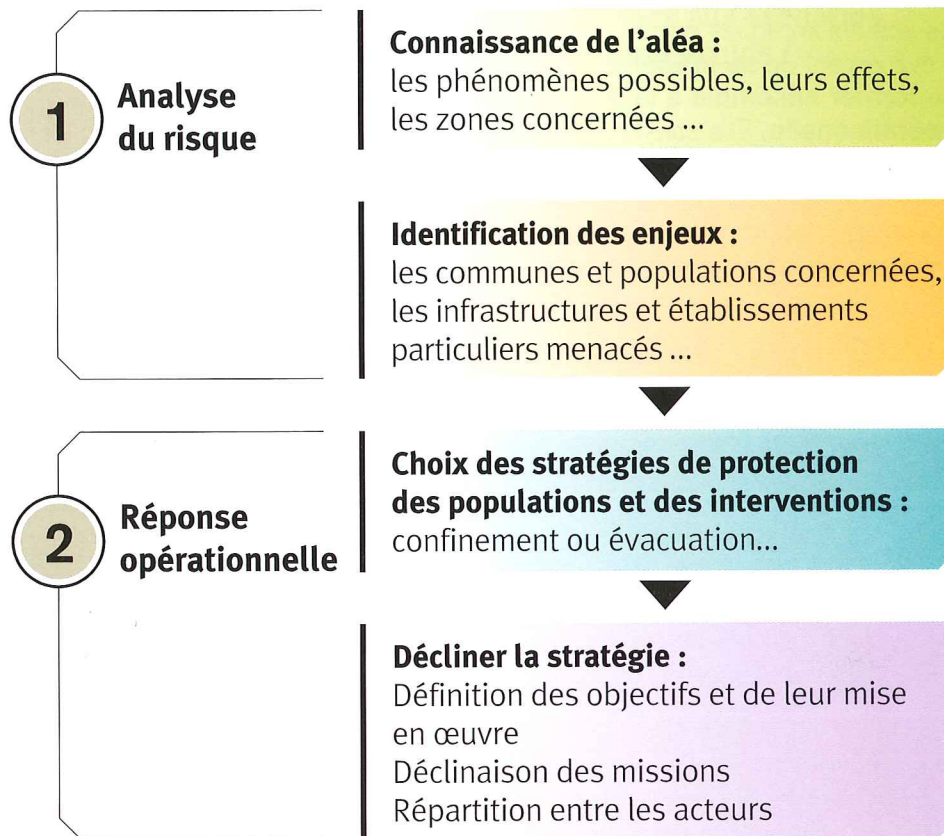 1
Analyse
du risque
Connaissance de l'aléa :
les phénomènes possibles, leurs effets,
les zones concernées ...
Identification des enjeux :
les communes et populations concernées,
les infrastructures et établissements
particuliers menacés ...
2
Réponse
opérationnelle
Choix des stratégies de protection
des populations et des interventions :
confinement ou évacuation...
Décliner la stratégie :
Définition des objectifs et de leur mise
en œuvre
Déclinaison des missions
Répartition entre les acteurs